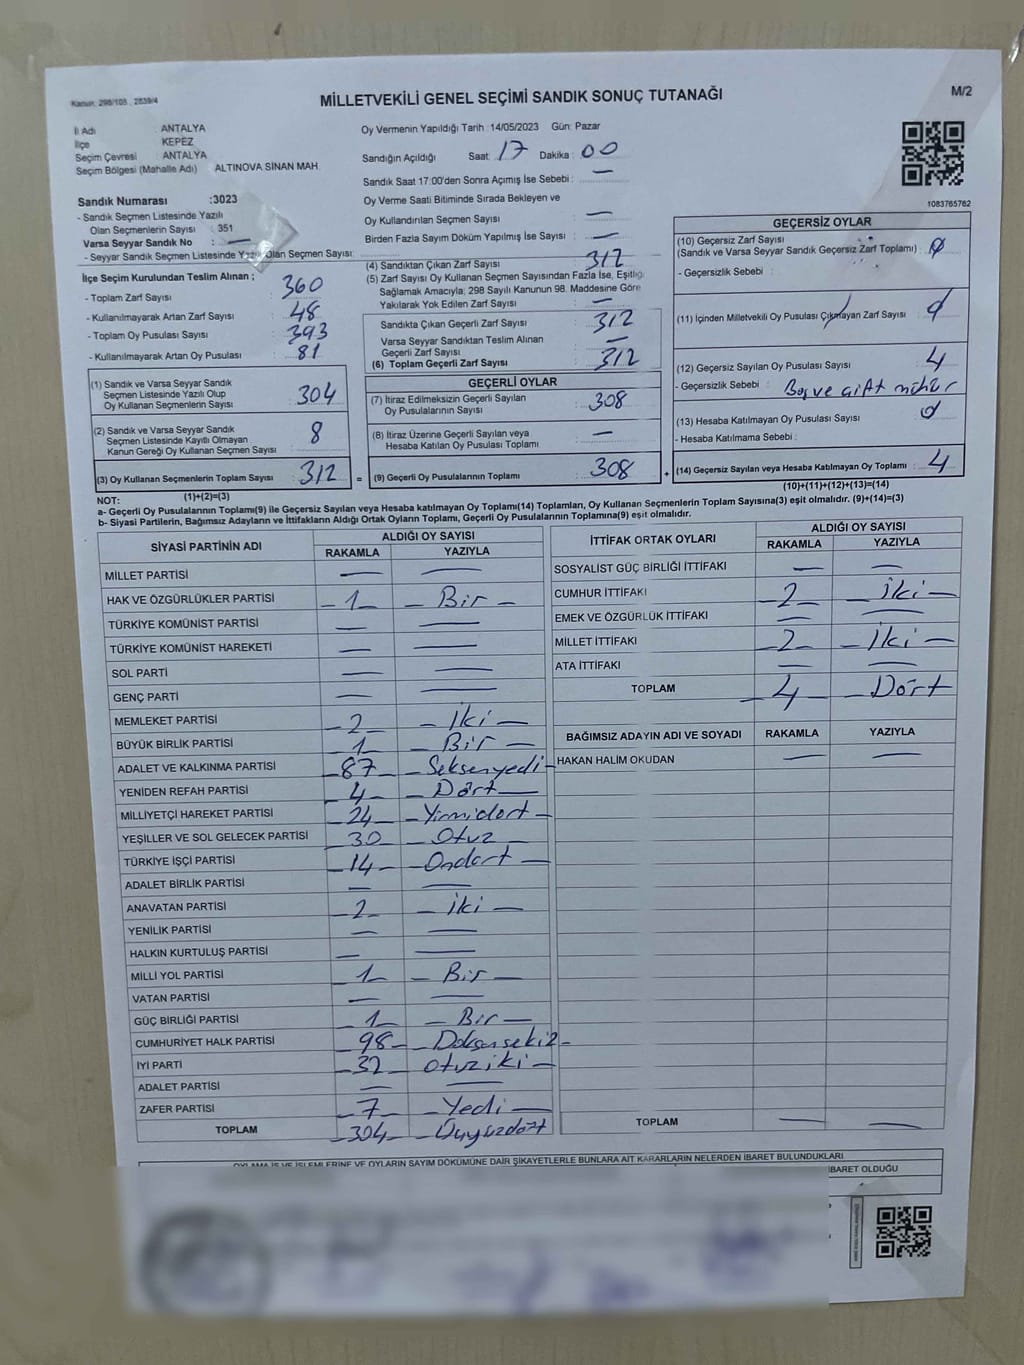 Kanun, 298/105 , 2839/4
MİLLETVEKİLİ GENEL SEÇİMİ SANDIK SONUÇ TUTANAĞI
M/2
İl Adı : ANTALYA
İlçe : KEPEZ
Seçim Çevresi : ANTALYA
Seçim Bölgesi (Mahalle Adı) ALTINOVA SİNAN MAH.
Sandık Numarası :3023
- Sandık Seçmen Listesinde Yazılı
Olan Seçmenlerin Sayısı : 351
Varsa Seyyar Sandık No : —
- Seyyar Sandık Seçmen Listesinde Yazılı Olan Seçmen Sayısı:
Oy Vermenin Yapıldığı Tarih :14/05/2023 Gün: Pazar
Sandığın Açıldığı Saat: 17 Dakika : 00
Sandık Saat 17:00'den Sonra Açımış İse Sebebi : —
Oy Verme Saati Bitiminde Sırada Bekleyen ve
Oy Kullandırılan Seçmen Sayısı : —
Birden Fazla Sayım Döküm Yapılmış İse Sayısı : —
1083765762
İlçe Seçim Kurulundan Teslim Alınan ;
- Toplam Zarf Sayısı : 360
- Kullanılmayarak Artan Zarf Sayısı : 48
- Toplam Oy Pusulası Sayısı : 393
- Kullanılmayarak Artan Oy Pusulası : 81
(4) Sandıktan Çıkan Zarf Sayısı : 312
(5) Zarf Sayısı Oy Kullanan Seçmen Sayısından Fazla İse, Eşitliği
Sağlamak Amacıyla; 298 Sayılı Kanunun 98. Maddesine Göre
Yakılarak Yok Edilen Zarf Sayısı : —
Sandıkta Çıkan Geçerli Zarf Sayısı : 312
Varsa Seyyar Sandıktan Teslim Alınan
Geçerli Zarf Sayısı : —
(6) Toplam Geçerli Zarf Sayısı : 312
GEÇERSİZ OYLAR
(10) Geçersiz Zarf Sayısı
(Sandık ve Varsa Seyyar Sandık Geçersiz Zarf Toplamı) : 0
- Geçersizlik Sebebi :
(11) İçinden Milletvekili Oy Pusulası Çıkmayan Zarf Sayısı : 0
(12) Geçersiz Sayılan Oy Pusulası Sayısı : 4
- Geçersizlik Sebebi : Boş ve çift mühür
(13) Hesaba Katılmayan Oy Pusulası Sayısı : 0
- Hesaba Katılmama Sebebi :
(14) Geçersiz Sayılan veya Hesaba Katılmayan Oy Toplamı : 4
(10)+(11)+(12)+(13)=(14)
(1) Sandık ve Varsa Seyyar Sandık
Seçmen Listesinde Yazılı Olup
Oy Kullanan Seçmenlerin Sayısı : 304
(2) Sandık ve Varsa Seyyar Sandık
Seçmen Listesinde Kayıtlı Olmayan
Kanun Gereği Oy Kullanan Seçmen Sayısı : 8
(3) Oy Kullanan Seçmenlerin Toplam Sayısı : 312 =
(1)+(2)=(3)
GEÇERLİ OYLAR
(7) İtiraz Edilmeksizin Geçerli Sayılan
Oy Pusulalarının Sayısı : 308
(8) İtiraz Üzerine Geçerli Sayılan veya
Hesaba Katılan Oy Pusulası Toplamı : —
(9) Geçerli Oy Pusulalarının Toplamı : 308 +
NOT:
a- Geçerli Oy Pusulalarının Toplamı(9) ile Geçersiz Sayılan veya Hesaba katılmayan Oy Toplamı(14) Toplamları, Oy Kullanan Seçmenlerin Toplam Sayısına(3) eşit olmalıdır. (9)+(14)=(3)
b- Siyasi Partilerin, Bağımsız Adayların ve İttifakların Aldığı Ortak Oyların Toplamı, Geçerli Oy Pusulalarının Toplamına(9) eşit olmalıdır.
SİYASİ PARTİNİN ADI ALDIĞI OY SAYISI
RAKAMLA YAZIYLA
MİLLET PARTİSİ — —
HAK VE ÖZGÜRLÜKLER PARTİSİ —1— — Bir —
TÜRKİYE KOMÜNİST PARTİSİ — —
TÜRKİYE KOMÜNİST HAREKETİ — —
SOL PARTİ — —
GENÇ PARTİ — —
MEMLEKET PARTİSİ —2— — İki —
BÜYÜK BİRLİK PARTİSİ —1— — Bir —
ADALET VE KALKINMA PARTİSİ —87— — Seksenyedi —
YENİDEN REFAH PARTİSİ —4— — Dört —
MİLLİYETÇİ HAREKET PARTİSİ —24— — Yirmidört —
YEŞİLLER VE SOL GELECEK PARTİSİ —30— — Otuz —
TÜRKİYE İŞÇİ PARTİSİ —14— — Ondört —
ADALET BİRLİK PARTİSİ — —
ANAVATAN PARTİSİ —2— — İki —
YENİLİK PARTİSİ — —
HALKIN KURTULUŞ PARTİSİ — —
MİLLİ YOL PARTİSİ —1— — Bir —
VATAN PARTİSİ — —
GÜÇ BİRLİĞİ PARTİSİ —1— — Bir —
CUMHURİYET HALK PARTİSİ —98— — Doksansekiz —
İYİ PARTİ —32— — Otuziki —
ADALET PARTİSİ — —
ZAFER PARTİSİ —7— — Yedi —
TOPLAM —304— — Üçyüzdört
İTTİFAK ORTAK OYLARI ALDIĞI OY SAYISI
RAKAMLA YAZIYLA
SOSYALİST GÜÇ BİRLİĞİ İTTİFAKI — —
CUMHUR İTTİFAKI —2— — İki —
EMEK VE ÖZGÜRLÜK İTTİFAKI — —
MİLLET İTTİFAKI —2— — İki —
ATA İTTİFAKI — —
TOPLAM —4— — Dört
BAĞIMSIZ ADAYIN ADI VE SOYADI RAKAMLA YAZIYLA
HAKAN HALİM OKUDAN — —
TOPLAM — —
OYLAMA İŞ VE İŞLEMLERİNE VE OYLARIN SAYIM DÖKÜMÜNE DAİR ŞİKAYETLERLE BUNLARA AİT KARARLARIN NELERDEN İBARET BULUNDUKLARI
İBARET OLDUĞU